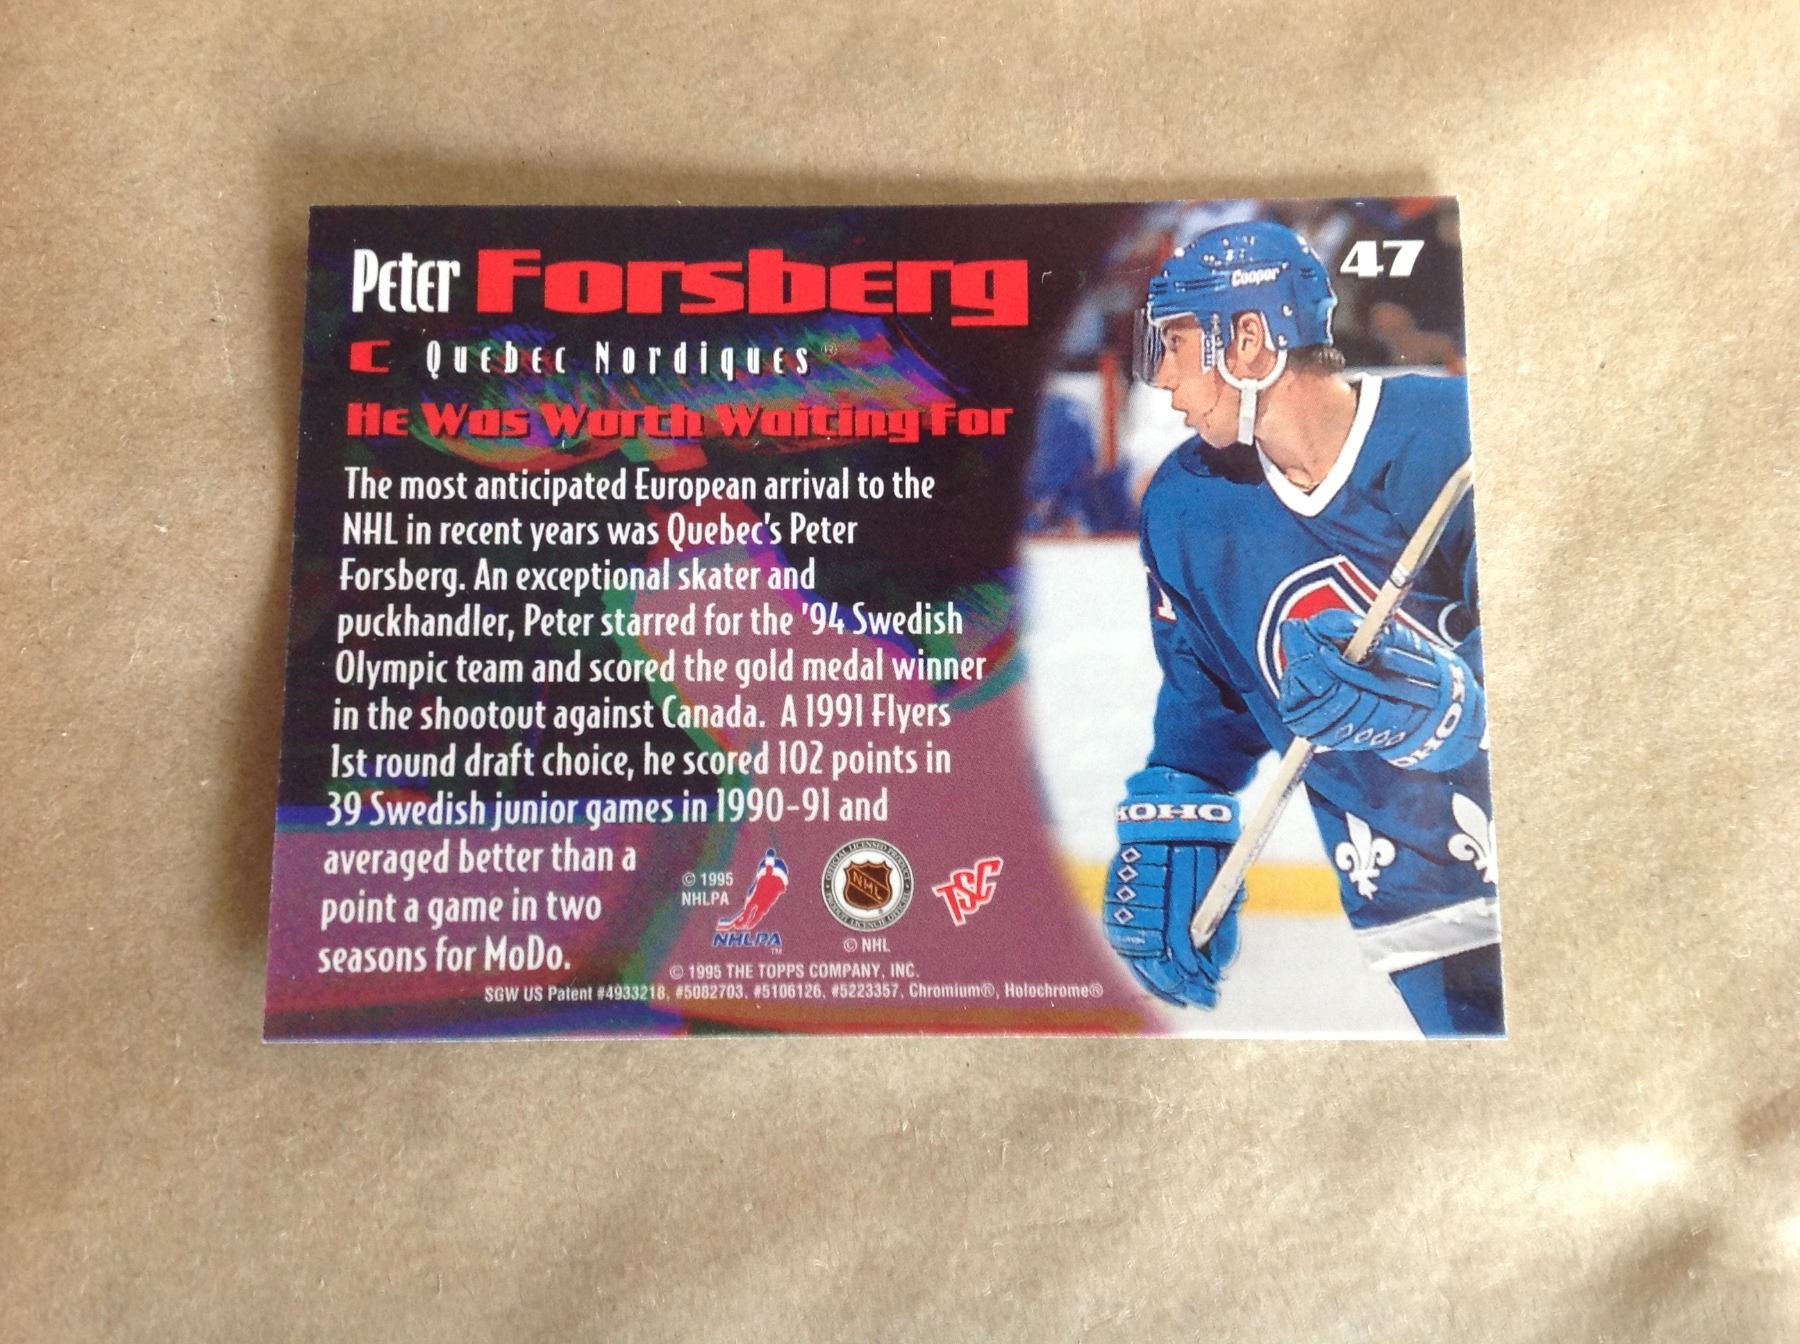 Peter Forsberg
47
C Quebec Nordiques®
He Was Worth Waiting For
The most anticipated European arrival to the
NHL in recent years was Quebec's Peter
Forsberg. An exceptional skater and
puckhandler, Peter starred for the '94 Swedish
Olympic team and scored the gold medal winner
in the shootout against Canada. A 1991 Flyers
1st round draft choice, he scored 102 points in
39 Swedish junior games in 1990-91 and
averaged better than a
point a game in two
seasons for MoDo.
© 1995
NHLPA
NHLPA
TM
NHL
© NHL
TSC
© 1995 THE TOPPS COMPANY, INC.
SGW US Patent #4933218, #5082703, #5106126, #5223357, Chromium®, Holochrome®
Cooper
KOHO
KOHO